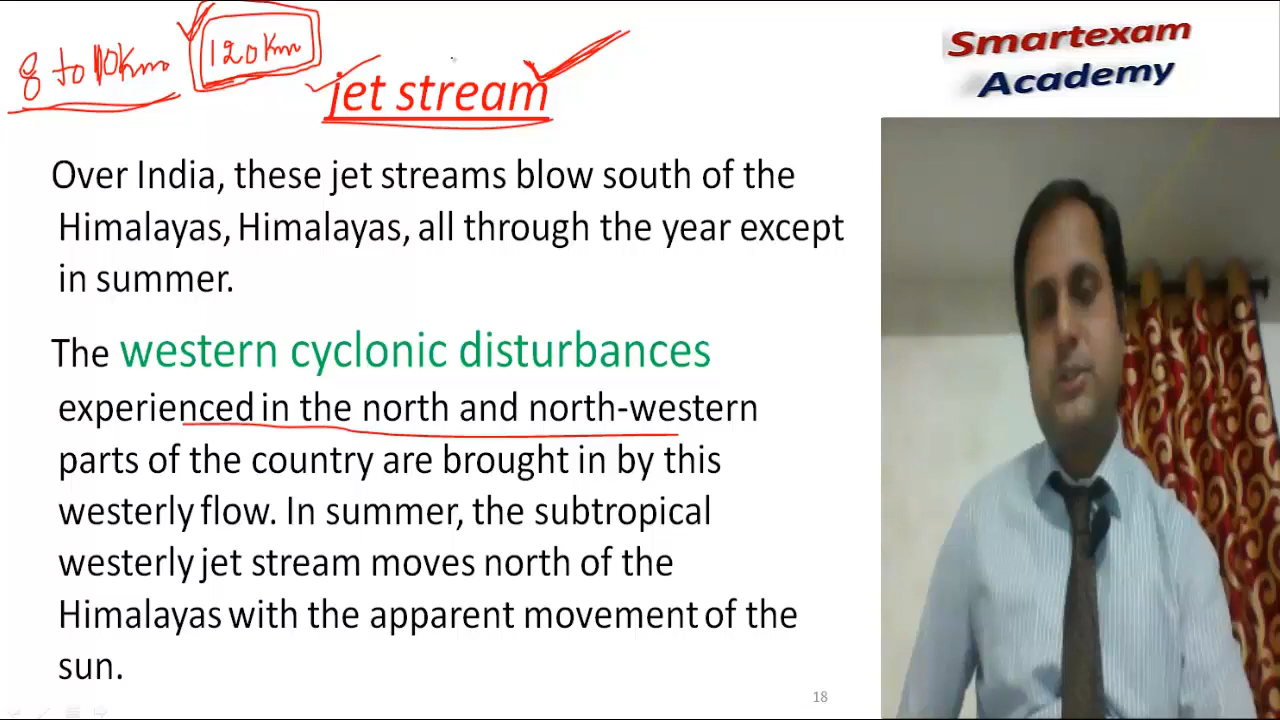 8 to 10Km 120Km
jet stream
Smartexam
Academy
Over India, these jet streams blow south of the
Himalayas, Himalayas, all through the year except
in summer.
The western cyclonic disturbances
experienced in the north and north-western
parts of the country are brought in by this
westerly flow. In summer, the subtropical
westerly jet stream moves north of the
Himalayas with the apparent movement of the
sun.
18